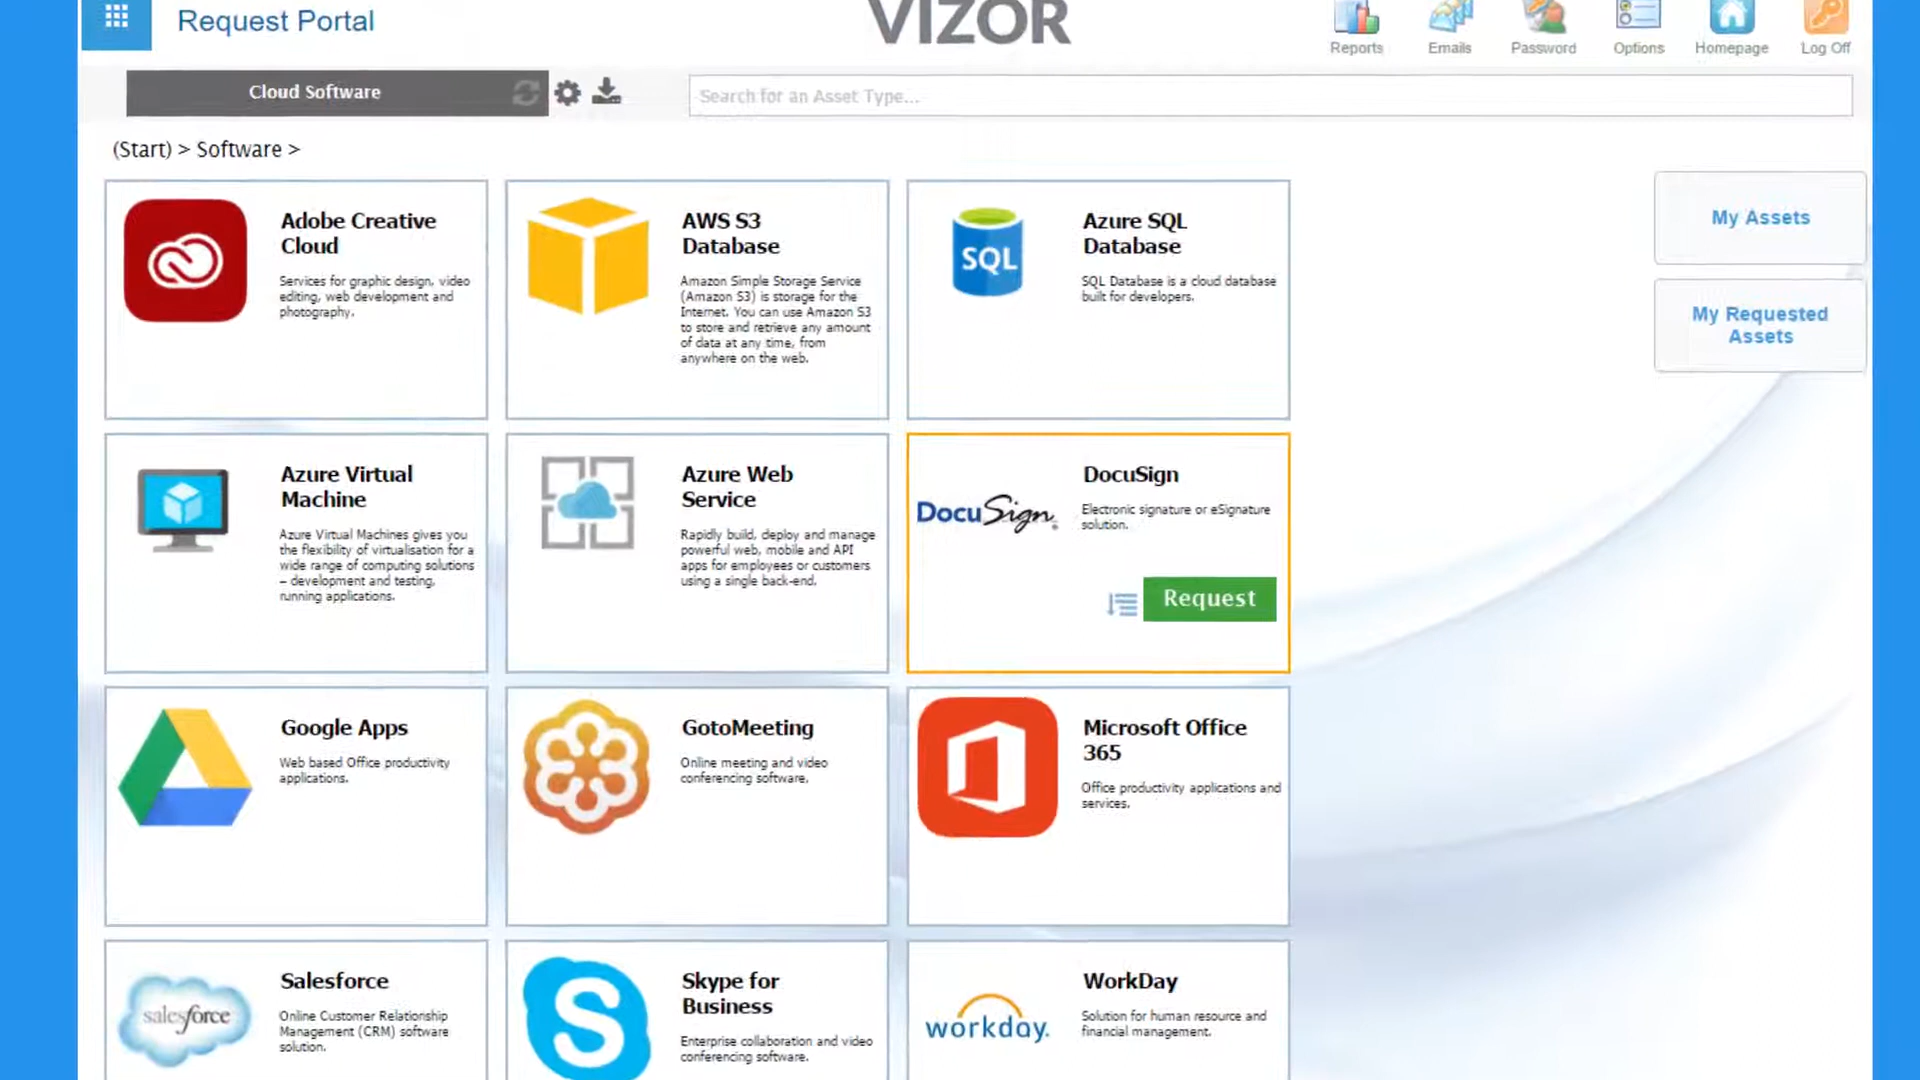 Request Portal
VIZOR
Reports
Emails
Password
Options
Homepage
Log Off
Cloud Software
Search for an Asset Type...
(Start) > Software >
My Assets
My Requested
Assets
Adobe Creative
Cloud
Services for graphic design, video
editing, web development and
photography.
AWS S3
Database
Amazon Simple Storage Service
(Amazon S3) is storage for the
Internet. You can use Amazon S3
to store and retrieve any amount
of data at any time, from
anywhere on the web.
SQL
Azure SQL
Database
SQL Database is a cloud database
built for developers.
Azure Virtual
Machine
Azure Virtual Machines gives you
the flexibility of virtualisation for a
wide range of computing solutions
– development and testing,
running applications.
Azure Web
Service
Rapidly build, deploy and manage
powerful web, mobile and API
apps for employees or customers
using a single back-end.
DocuSign
DocuSign
Electronic signature or eSignature
solution.
Request
Google Apps
Web based Office productivity
applications.
GotoMeeting
Online meeting and video
conferencing software.
Microsoft Office
365
Office productivity applications and
services.
salesforce
Salesforce
Online Customer Relationship
Management (CRM) software
solution.
S
Skype for
Business
Enterprise collaboration and video
conferencing software.
workday.
WorkDay
Solution for human resource and
financial management.